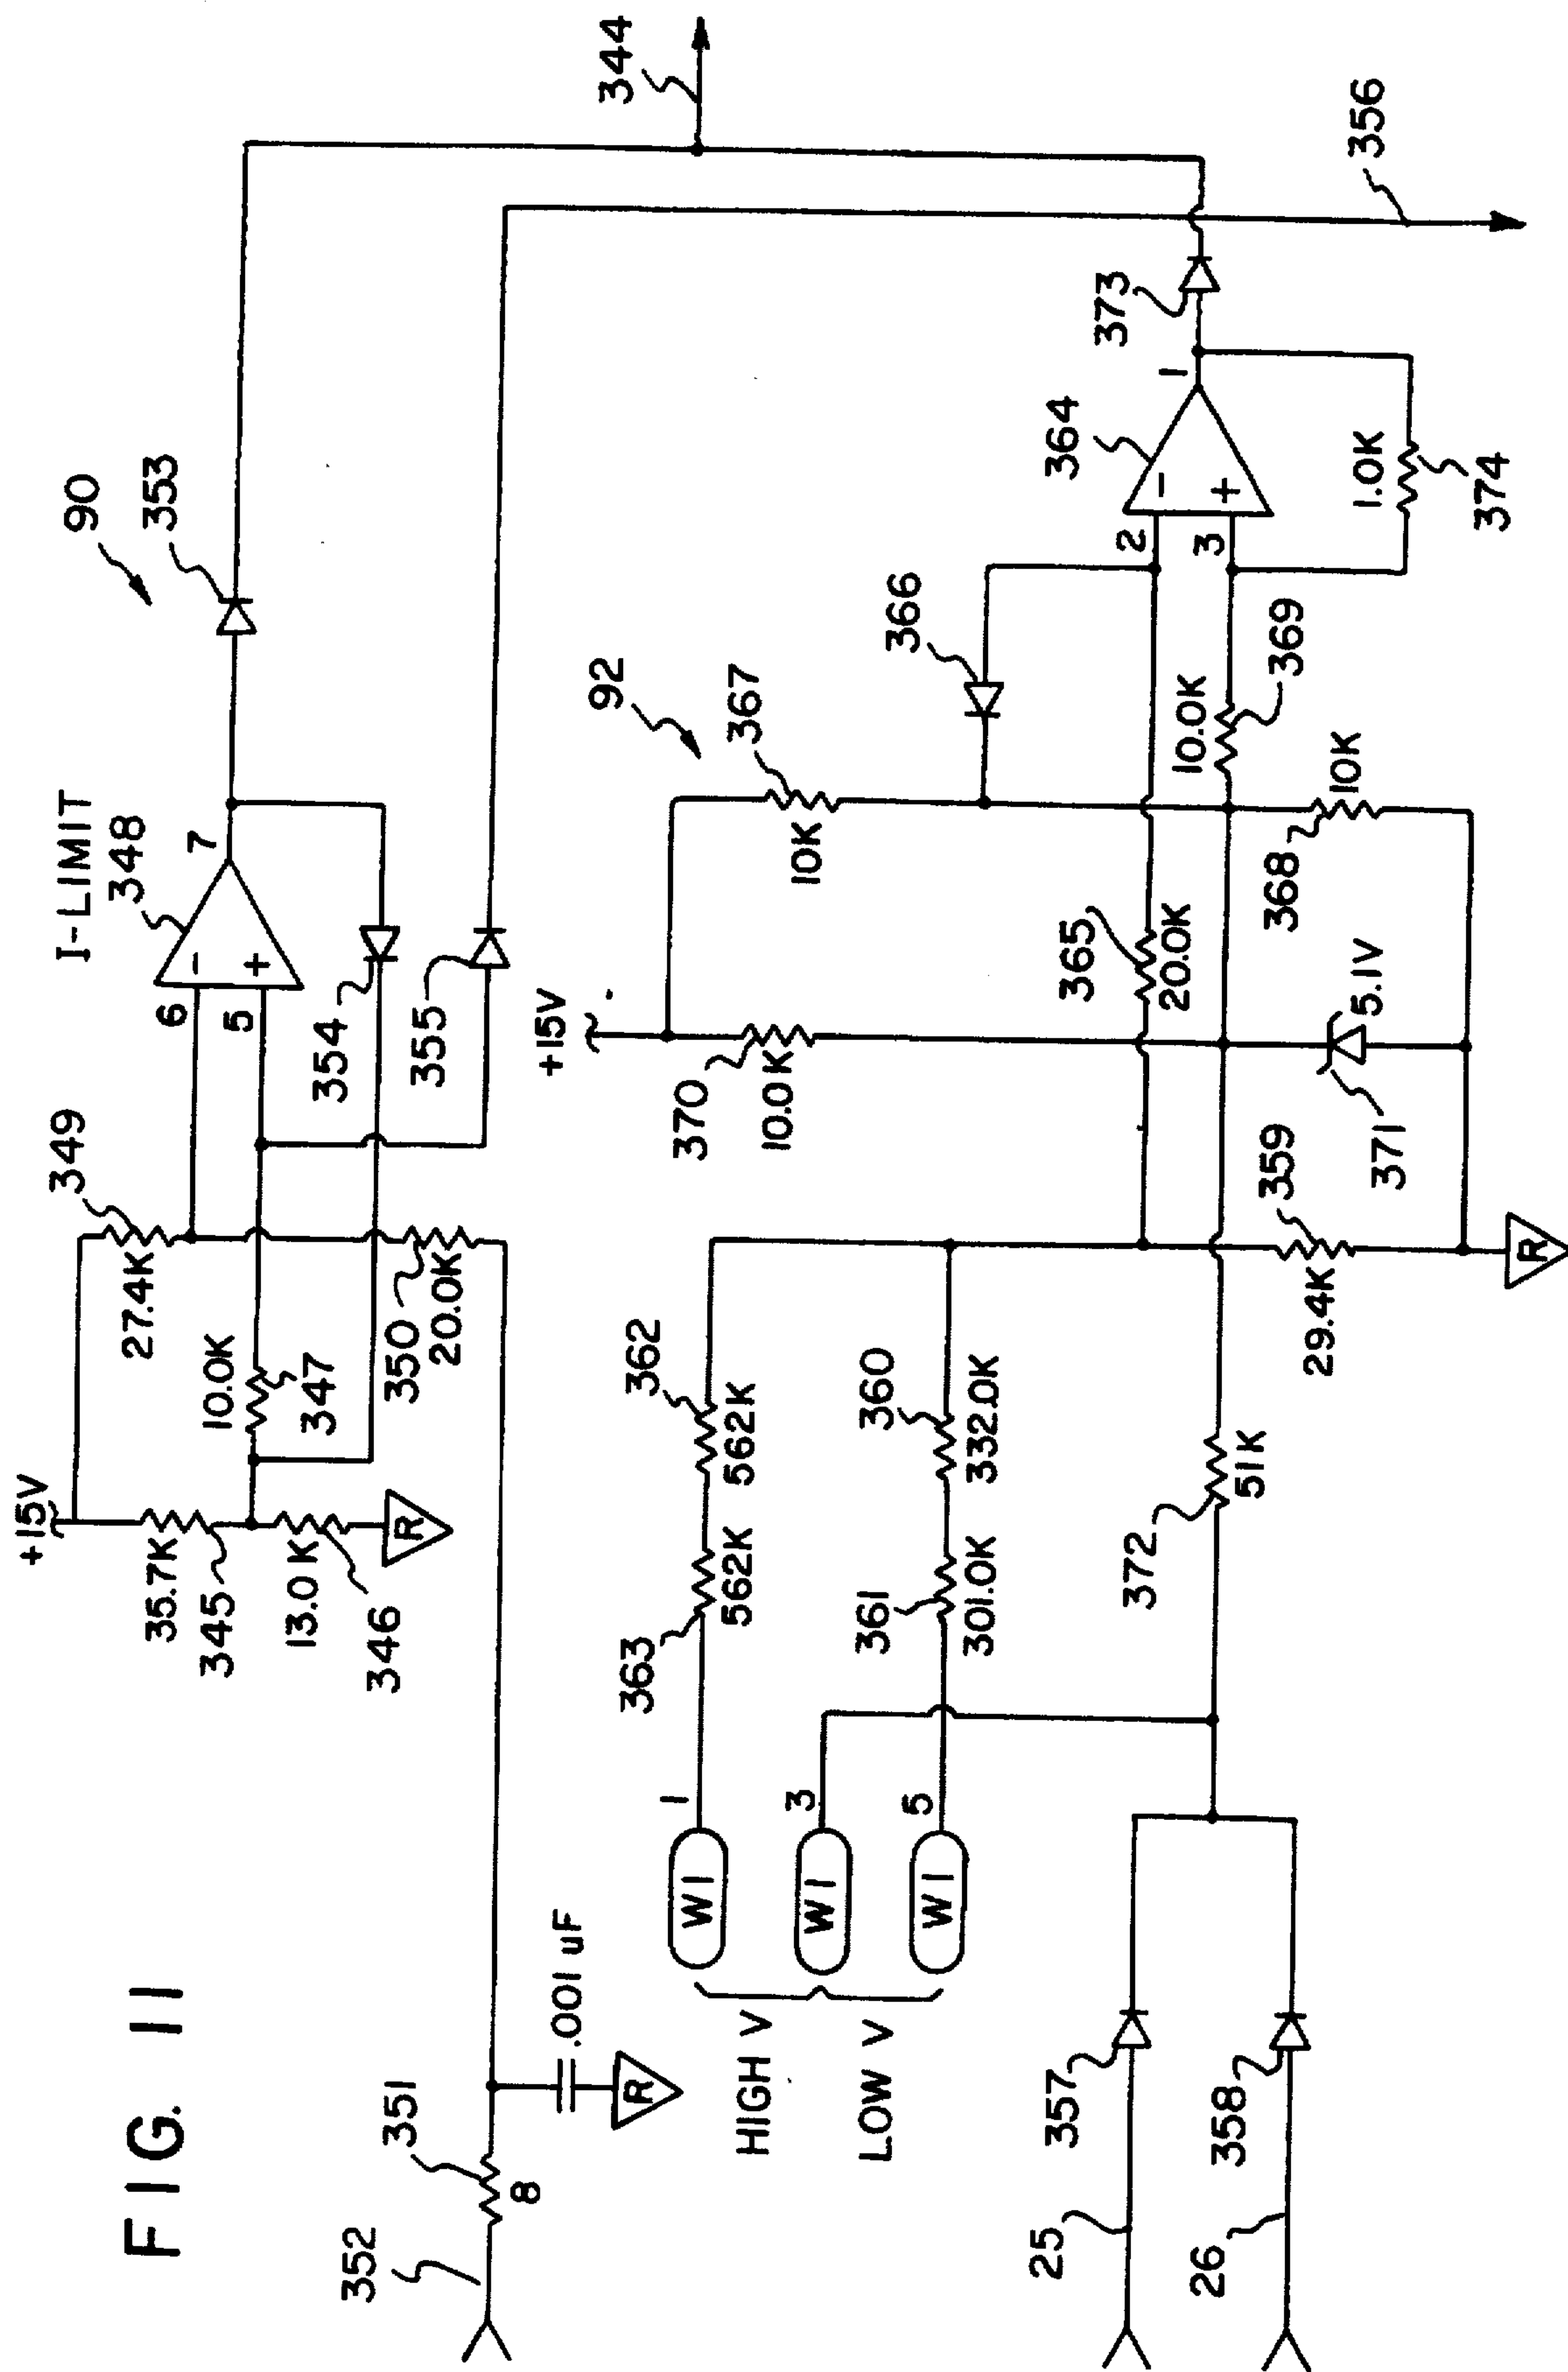 FIG. 11
90
I-LIMIT
348
7
353
344
6
5
354
355
349
27.4K
10.0K
347
350
20.0K
+15V
35.7K
345
13.0K
346
R
352
351
8
.001 uF
R
356
92
+15V
370
10.0K
367
10K
366
364
2
3
1
373
1.0K
374
10.0K
369
365
20.0K
368
10K
5.1V
371
359
29.4K
R
362
562K
363
562K
360
332.0K
361
301.0K
372
51K
HIGH V
LOW V
W1
1
W1
3
W1
5
25
357
26
358